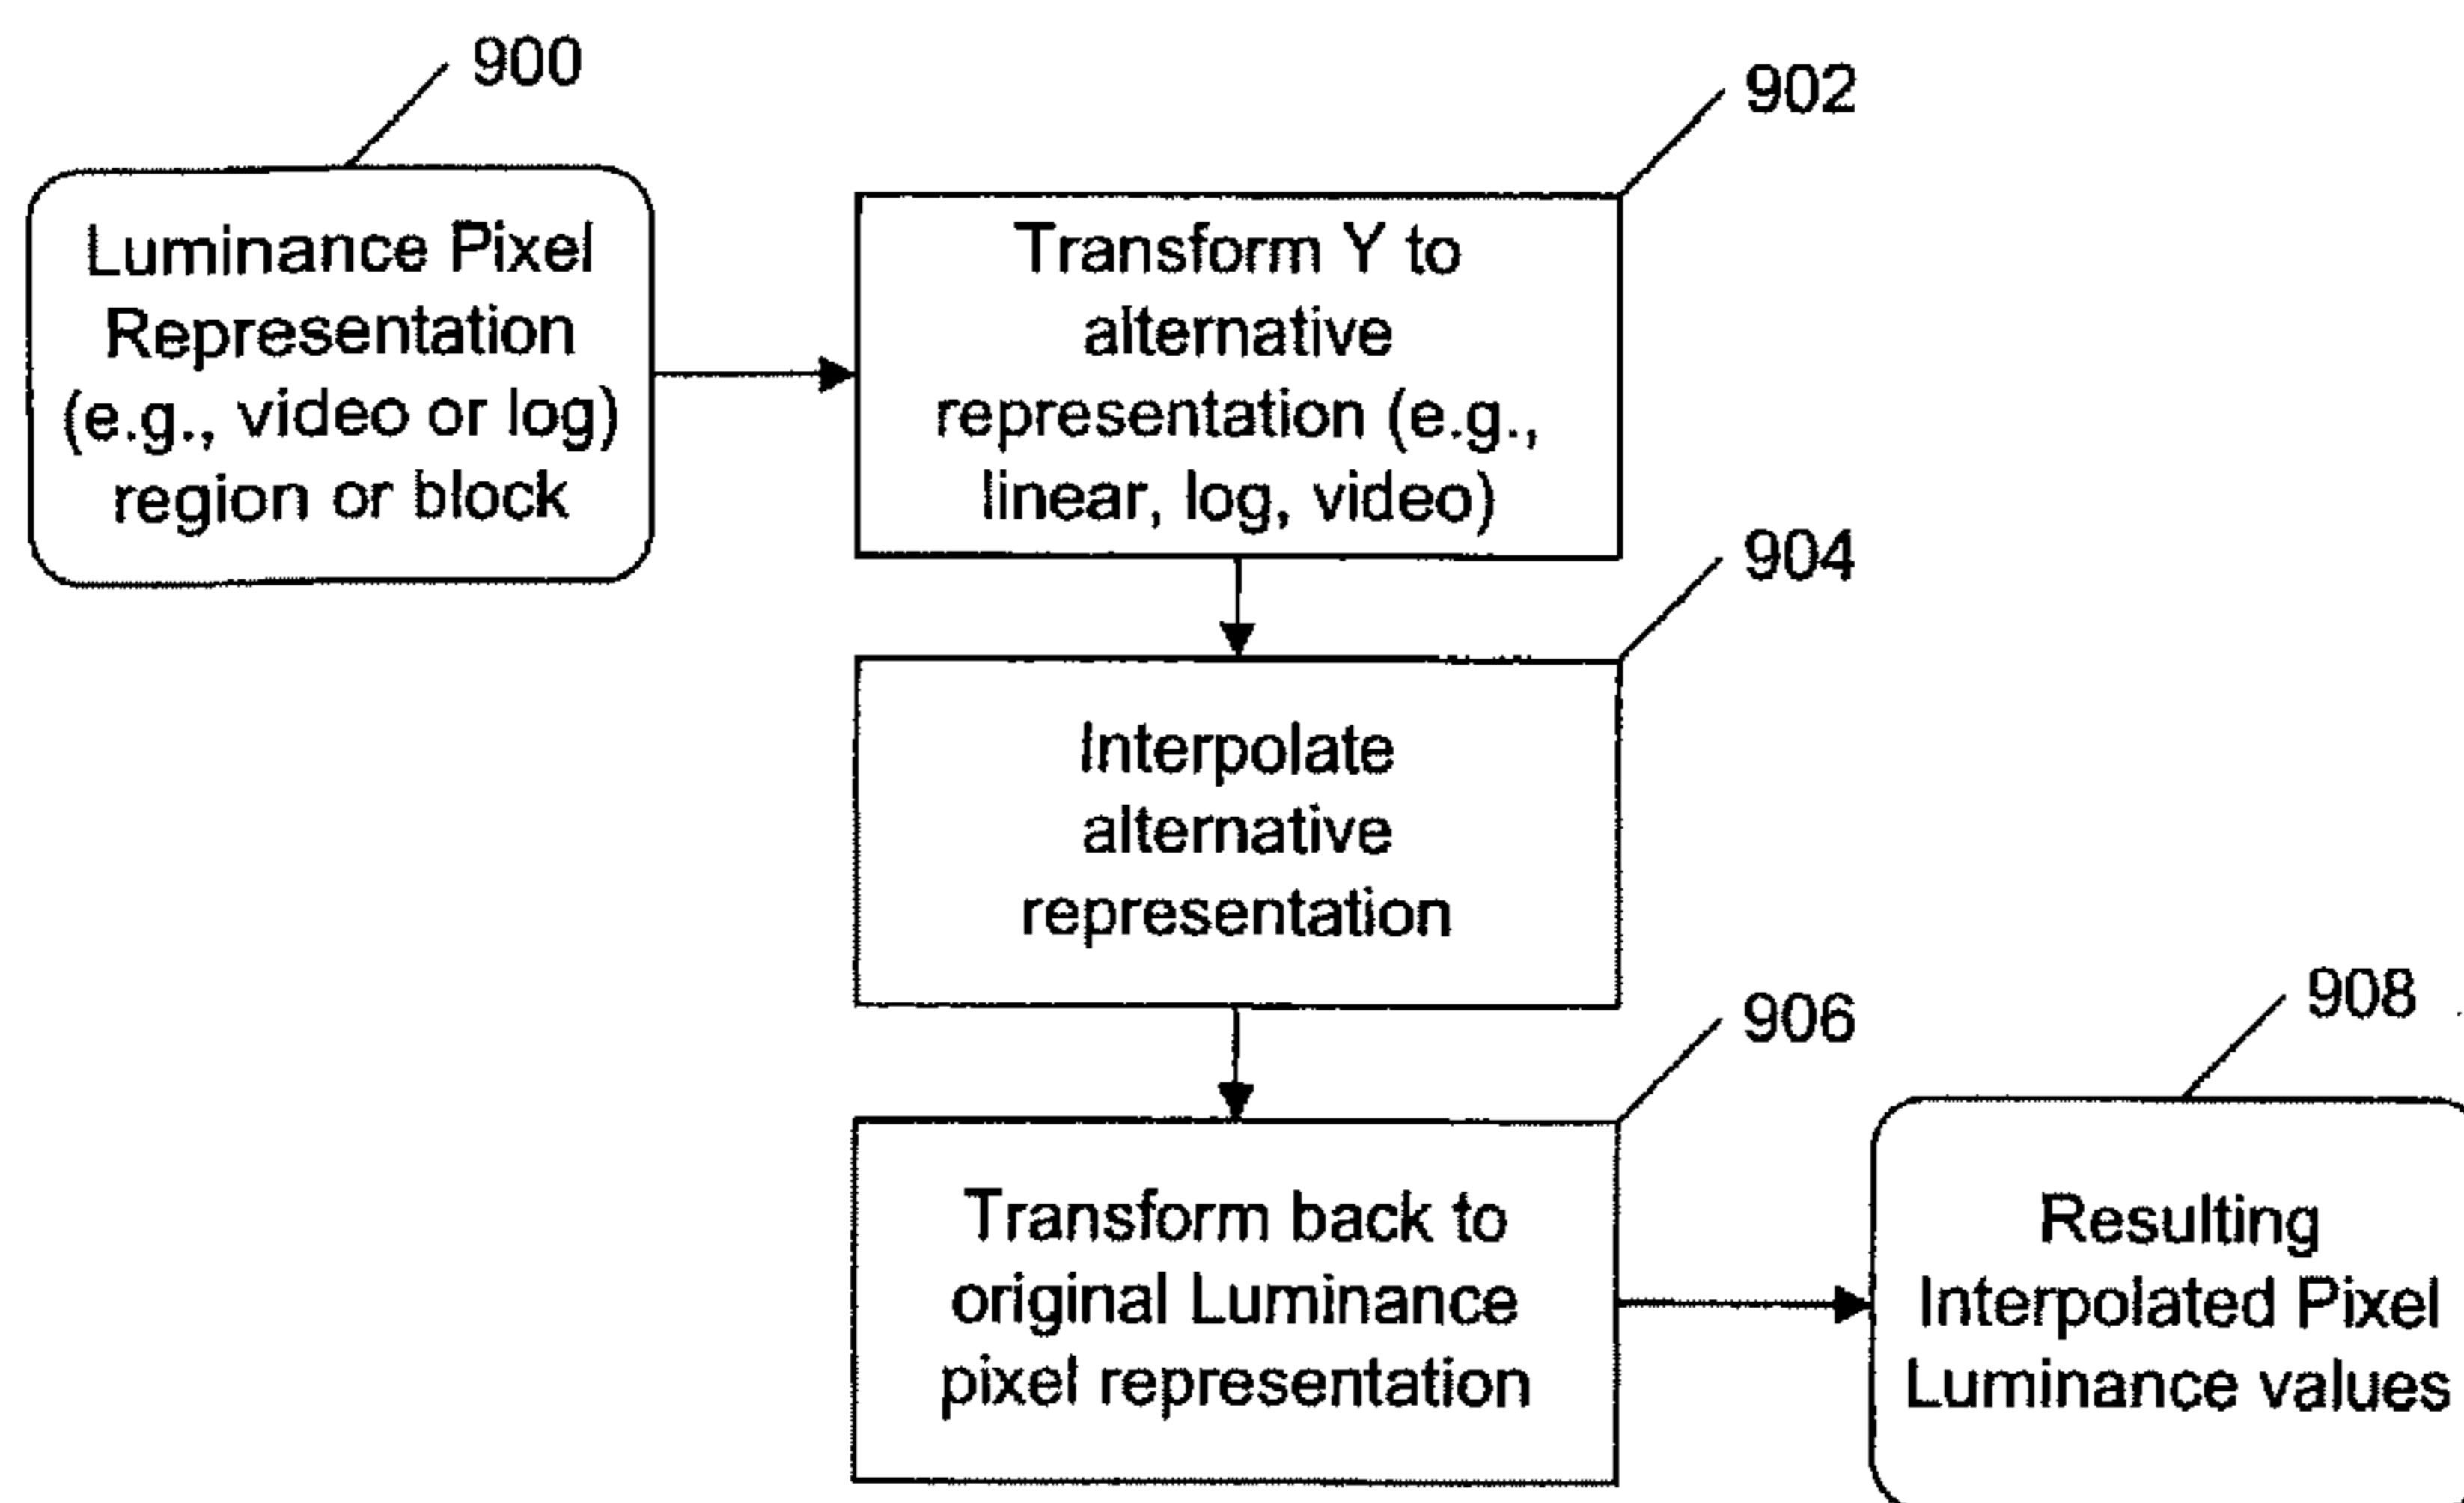 900
Luminance Pixel
Representation
(e.g., video or log)
region or block
902
Transform Y to
alternative
representation (e.g.,
linear, log, video)
904
Interpolate
alternative
representation
906
Transform back to
original Luminance
pixel representation
908
Resulting
Interpolated Pixel
Luminance values